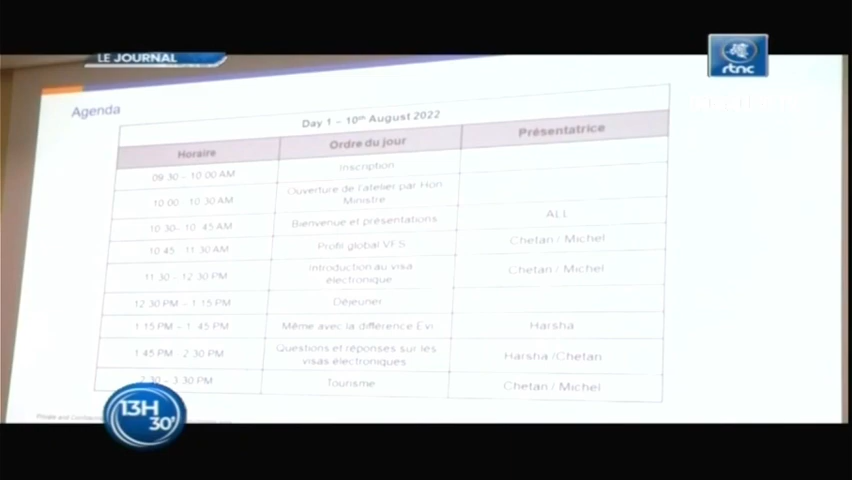 LE JOURNAL
rtnc
Agenda
Day 1 – 10th August 2022
Horaire Ordre du jour Présentatrice
09.30 – 10.00 AM Inscription
10.00 - 10.30 AM Ouverture de l'atelier par Hon
Ministre
10.30- 10.45 AM Bienvenue et présentations ALL
10.45 - 11.30 AM Profil global VFS Chetan / Michel
11.30 – 12.30 PM Introduction au visa
électronique Chetan / Michel
12.30 PM – 1.15 PM Déjeuner
1.15 PM – 1.45 PM Même avec la différence Evi. Harsha
1.45 PM - 2.30 PM Questions et réponses sur les
visas électroniques Harsha /Chetan
2.30 – 3.30 PM Tourisme Chetan / Michel
Private and
13H
30'